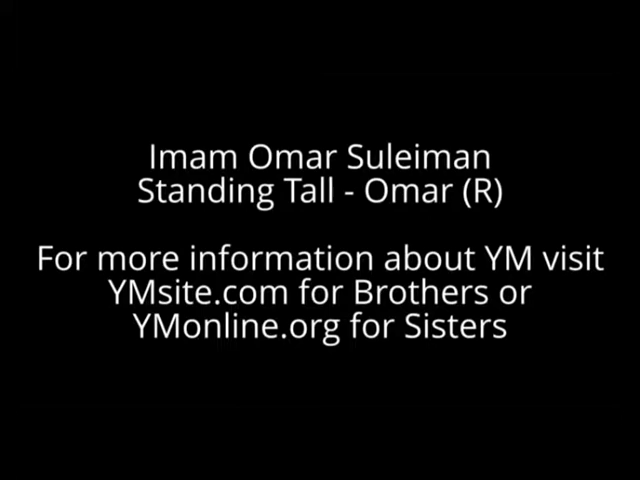 Imam Omar Suleiman
Standing Tall - Omar (R)
For more information about YM visit
YMsite.com for Brothers or
YMonline.org for Sisters